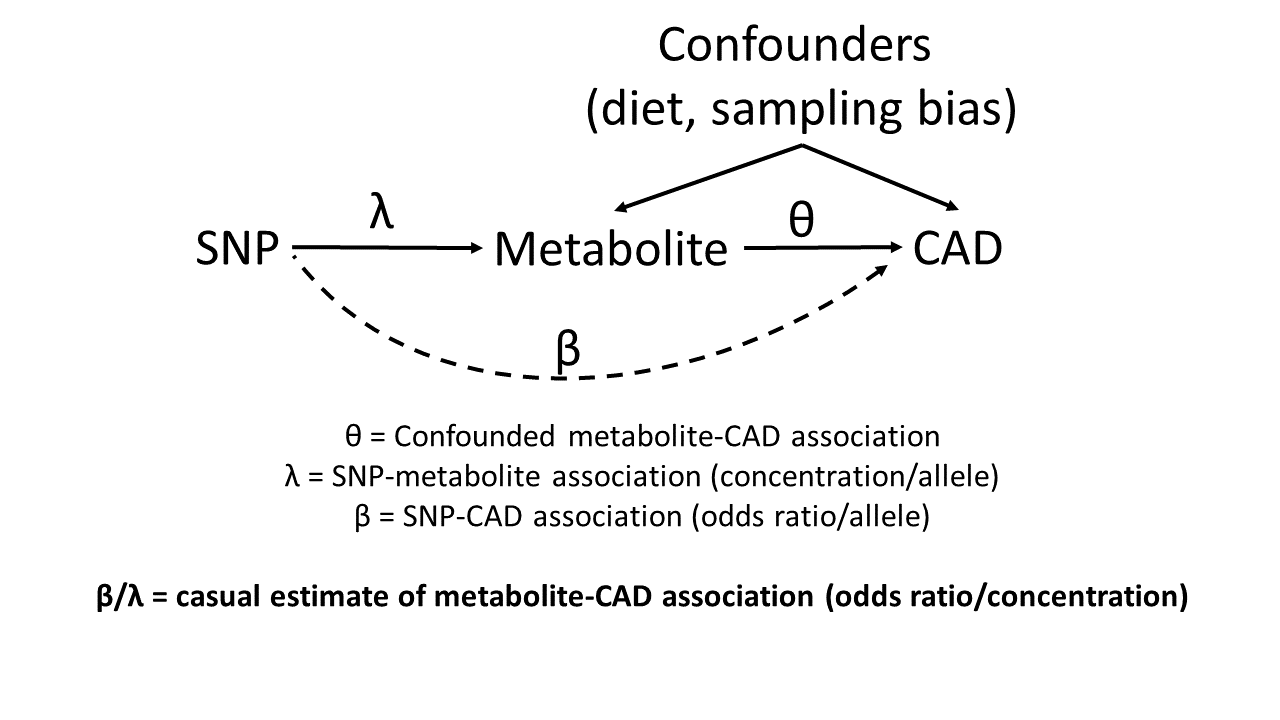 Confounders
(diet, sampling bias)
λ
θ
SNP
Metabolite
CAD
β
θ = Confounded metabolite-CAD association
λ = SNP-metabolite association (concentration/allele)
β = SNP-CAD association (odds ratio/allele)
β/λ = casual estimate of metabolite-CAD association (odds ratio/concentration)